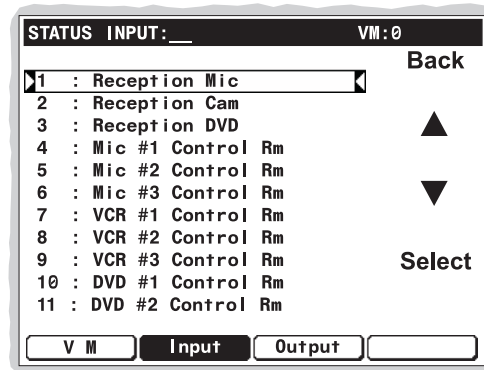 STATUS INPUT:__ VM:0
Back
1 : Reception Mic
2 : Reception Cam
3 : Reception DVD
4 : Mic #1 Control Rm
5 : Mic #2 Control Rm
6 : Mic #3 Control Rm
7 : VCR #1 Control Rm
8 : VCR #2 Control Rm
9 : VCR #3 Control Rm
Select
10 : DVD #1 Control Rm
11 : DVD #2 Control Rm
V M Input Output